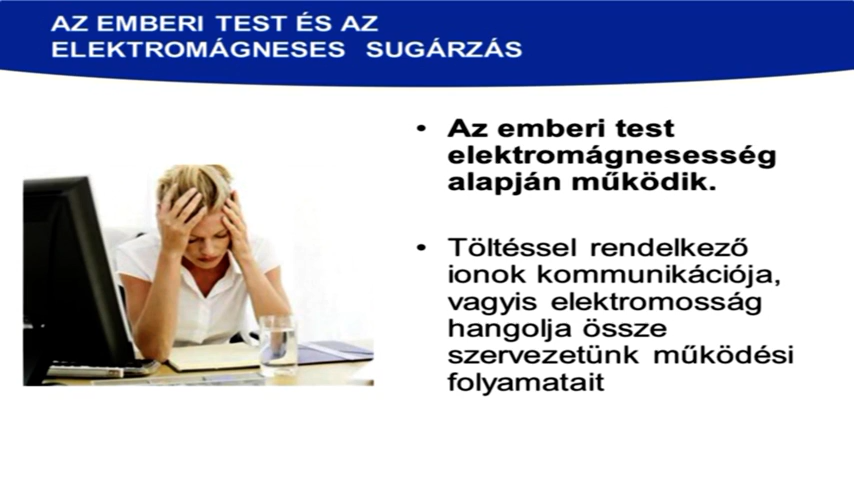 AZ EMBERI TEST ÉS AZ
ELEKTROMÁGNESES SUGÁRZÁS
• Az emberi test
elektromágnesesség
alapján működik.
• Töltéssel rendelkező
ionok kommunikációja,
vagyis elektromosság
hangolja össze
szervezetünk működési
folyamatait